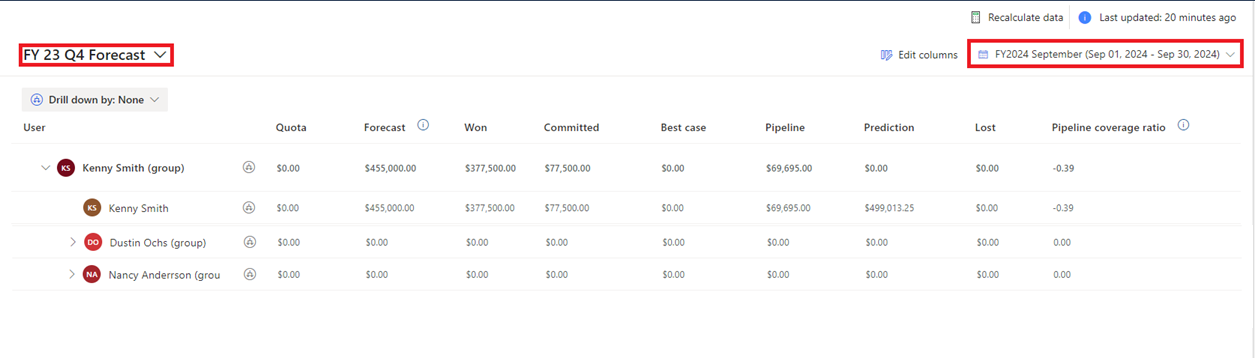 Recalculate data Last updated: 20 minutes ago
FY 23 Q4 Forecast Edit columns FY2024 September (Sep 01, 2024 - Sep 30, 2024)
Drill down by: None
User Quota Forecast Won Committed Best case Pipeline Prediction Lost Pipeline coverage ratio
KS Kenny Smith (group) $0.00 $455,000.00 $377,500.00 $77,500.00 $0.00 $69,695.00 $0.00 $0.00 -0.39
KS Kenny Smith $0.00 $455,000.00 $377,500.00 $77,500.00 $0.00 $69,695.00 $499,013.25 $0.00 -0.39
DO Dustin Ochs (group) $0.00 $0.00 $0.00 $0.00 $0.00 $0.00 $0.00 $0.00 0.00
NA Nancy Anderrson (grou $0.00 $0.00 $0.00 $0.00 $0.00 $0.00 $0.00 $0.00 0.00